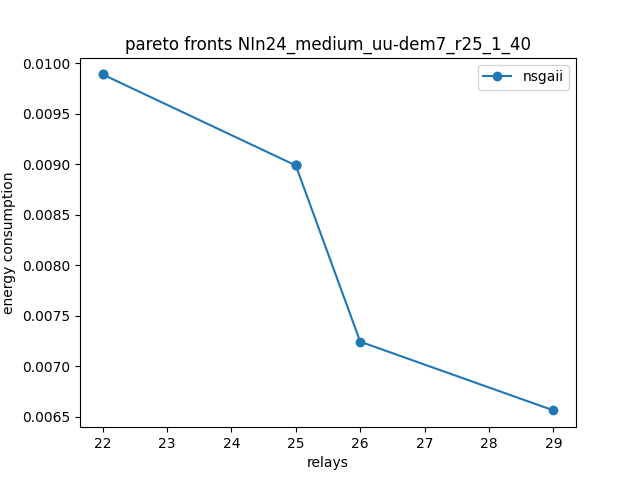 pareto fronts NIn24_medium_uu-dem7_r25_1_40
nsgaii
energy consumption
0.0100
0.0095
0.0090
0.0085
0.0080
0.0075
0.0070
0.0065
22 23 24 25 26 27 28 29
relays